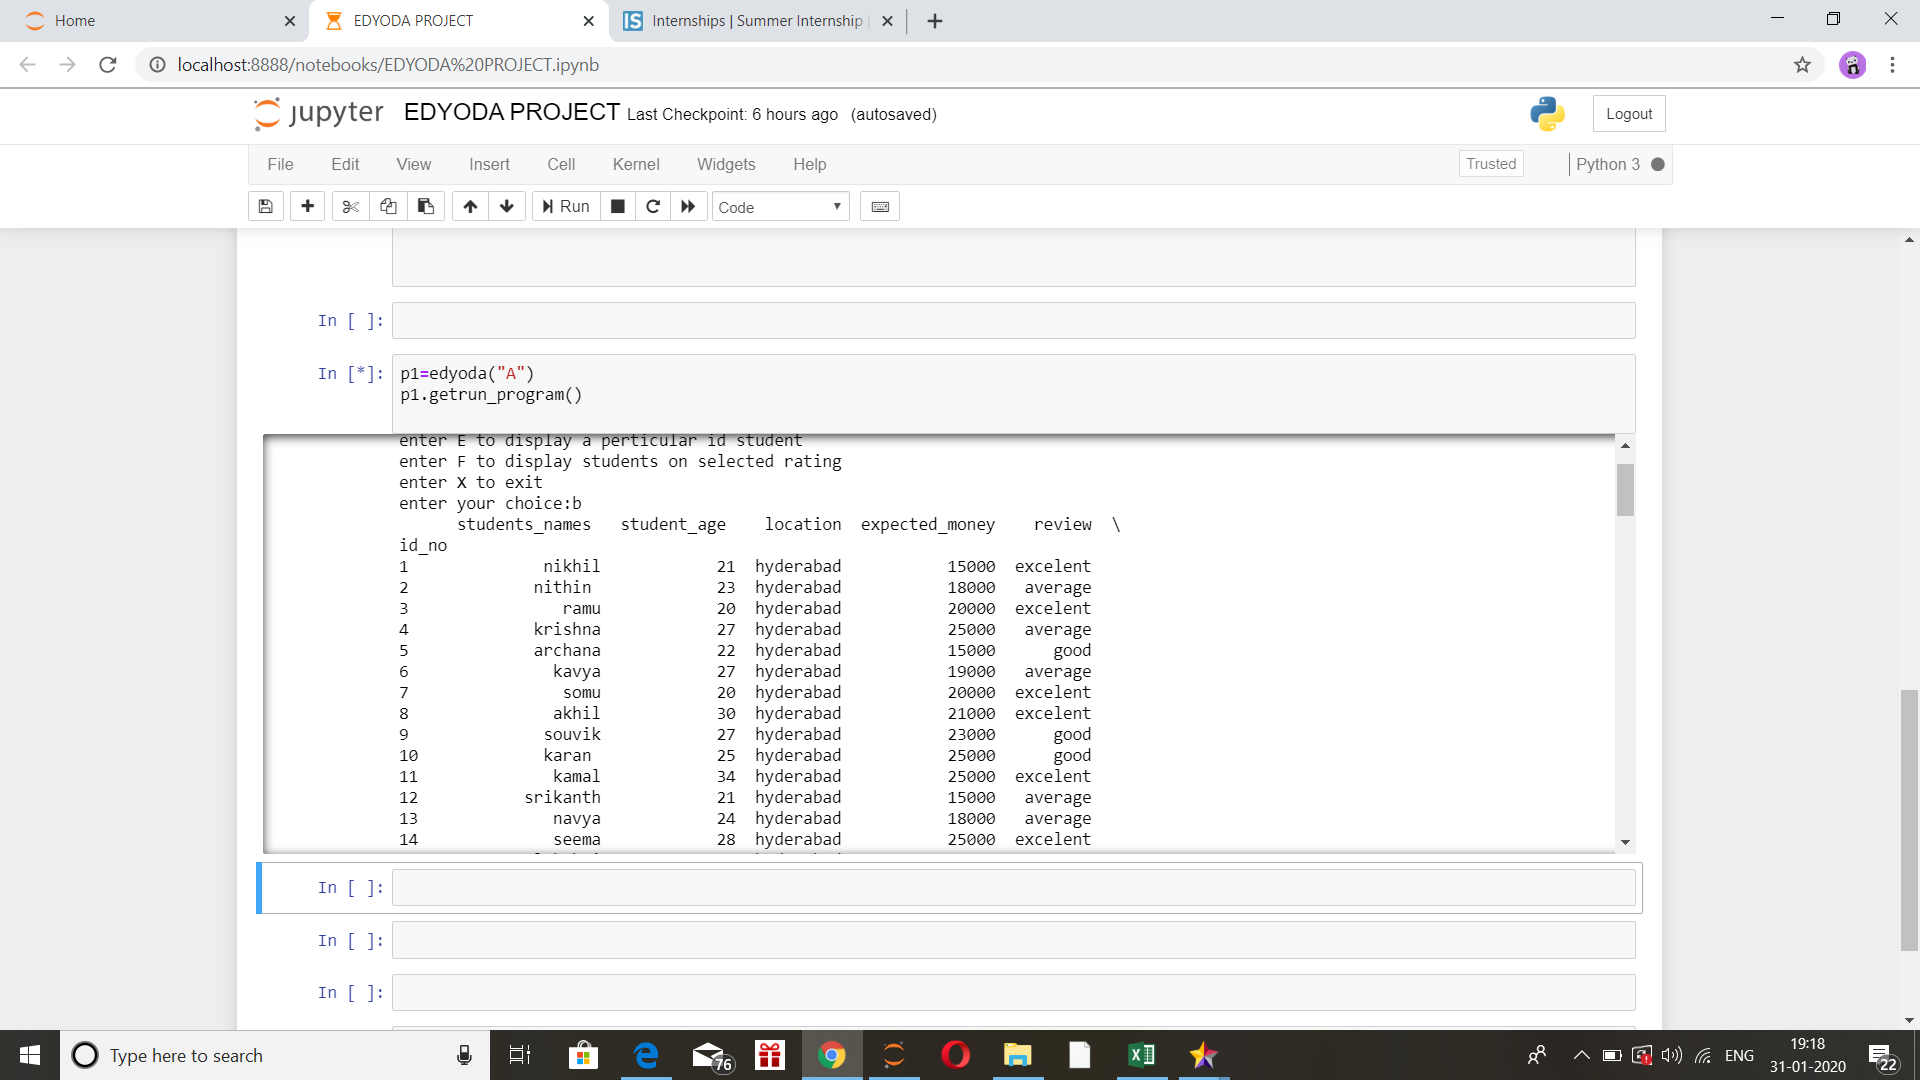 Home
EDYODA PROJECT
Internships | Summer Internship
localhost:8888/notebooks/EDYODA%20PROJECT.ipynb
jupyter EDYODA PROJECT Last Checkpoint: 6 hours ago (autosaved)
Logout
File Edit View Insert Cell Kernel Widgets Help
Trusted
Python 3
Run
Code
In [ ]:
In [*]: p1=edyoda("A")
p1.getrun_program()
enter E to display a perticular id student
enter F to display students on selected rating
enter X to exit
enter your choice:b
students_names student_age location expected_money review \
id_no
1 nikhil 21 hyderabad 15000 excelent
2 nithin 23 hyderabad 18000 average
3 ramu 20 hyderabad 20000 excelent
4 krishna 27 hyderabad 25000 average
5 archana 22 hyderabad 15000 good
6 kavya 27 hyderabad 19000 average
7 somu 20 hyderabad 20000 excelent
8 akhil 30 hyderabad 21000 excelent
9 souvik 27 hyderabad 23000 good
10 karan 25 hyderabad 25000 good
11 kamal 34 hyderabad 25000 excelent
12 srikanth 21 hyderabad 15000 average
13 navya 24 hyderabad 18000 average
14 seema 28 hyderabad 25000 excelent
In [ ]:
In [ ]:
In [ ]:
Type here to search
76
ENG
19:18
31-01-2020
22